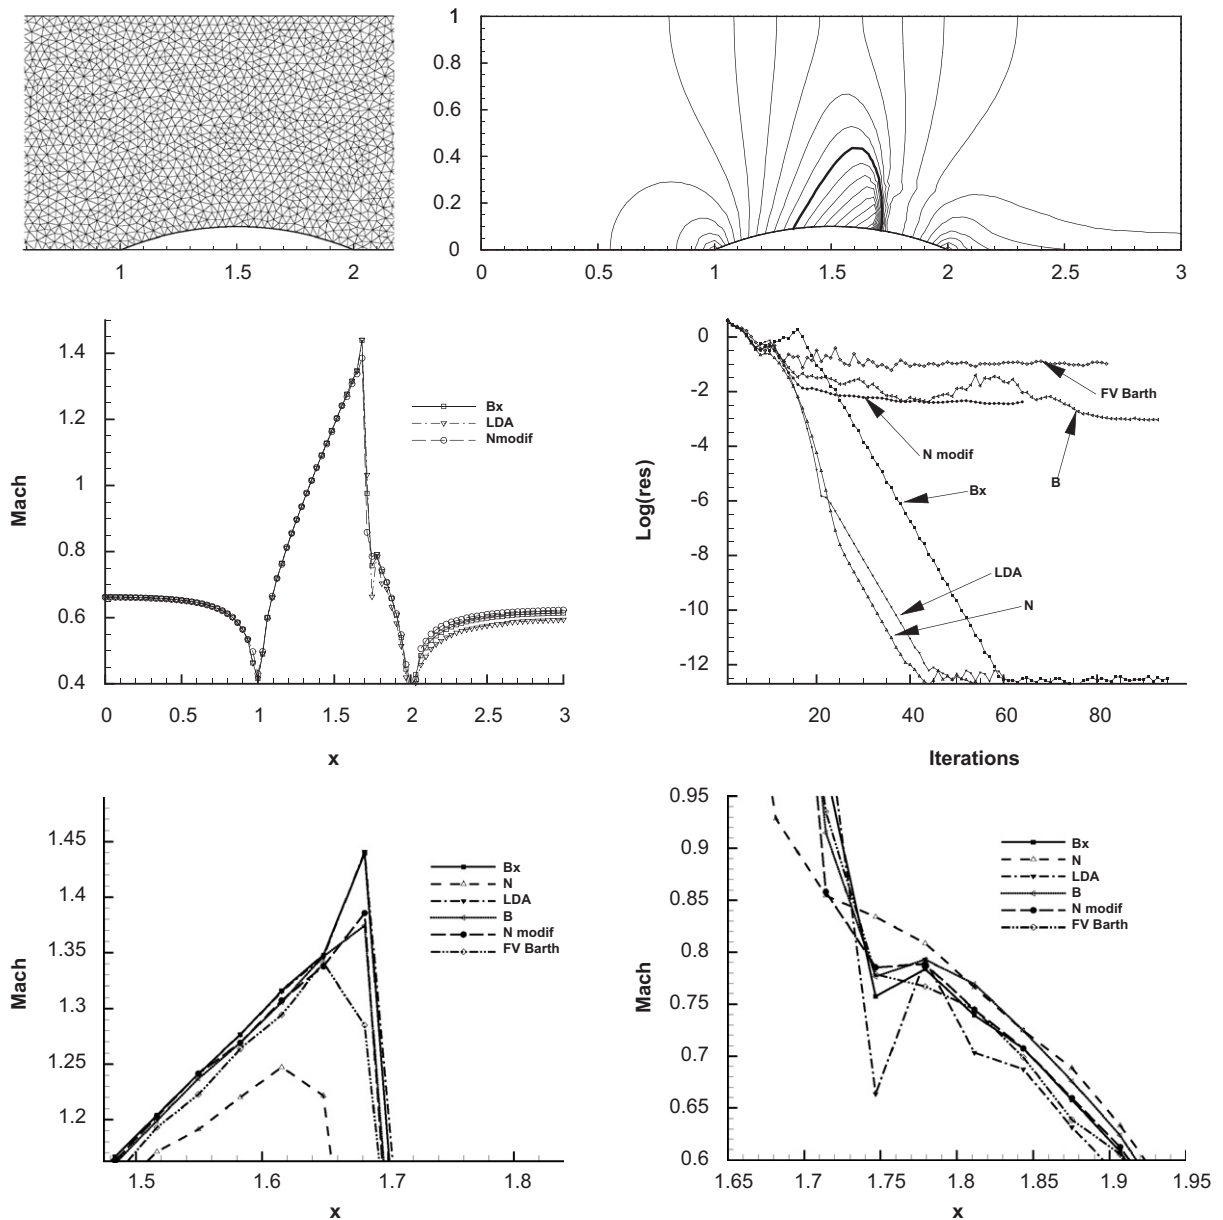 1
1.5
2
1
0.8
0.6
0.4
0.2
0
0
0.5
1
1.5
2
2.5
3
1.4
1.2
1
0.8
0.6
0.4
Mach
0
0.5
1
1.5
2
2.5
3
x
Bx
LDA
Nmodif
0
-2
-4
-6
-8
-10
-12
Log(res)
20
40
60
80
Iterations
FV Barth
B
N modif
Bx
LDA
N
1.45
1.4
1.35
1.3
1.25
1.2
Mach
1.5
1.6
1.7
1.8
x
Bx
N
LDA
B
N modif
FV Barth
0.95
0.9
0.85
0.8
0.75
0.7
0.65
0.6
Mach
1.65
1.7
1.75
1.8
1.85
1.9
1.95
x
Bx
N
LDA
B
N modif
FV Barth